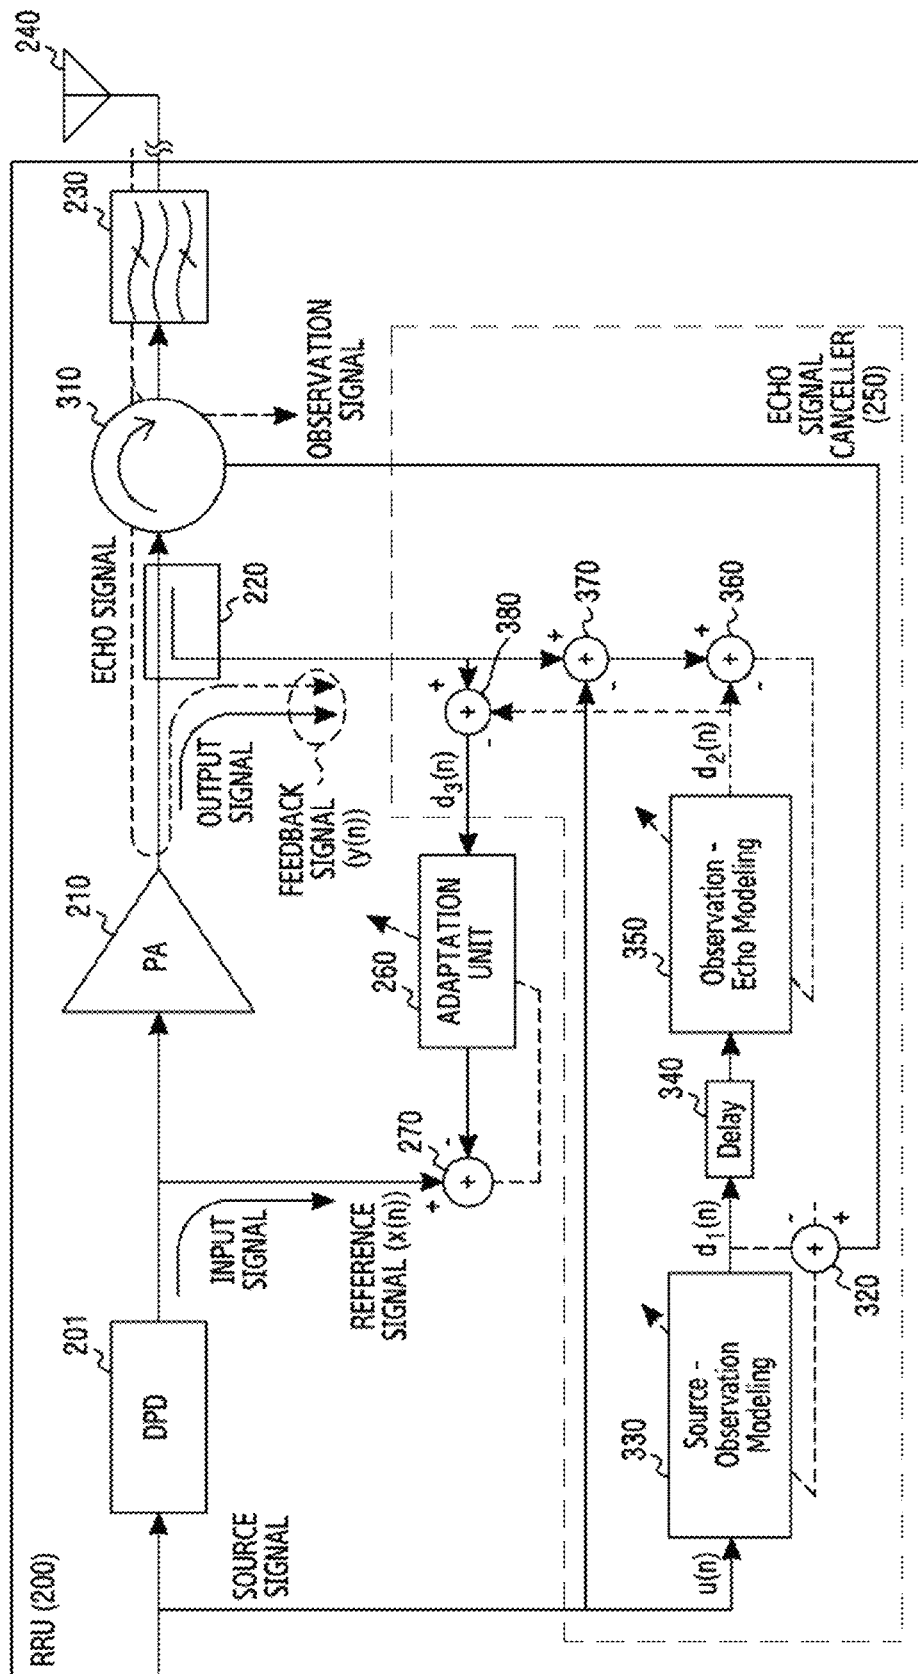 RRU (200)
SOURCE
SIGNAL
201
DPD
INPUT
SIGNAL
REFERENCE
SIGNAL (x(n))
210
PA
ECHO SIGNAL
OUTPUT
SIGNAL
FEEDBACK
SIGNAL
(y(n))
220
310
OBSERVATION
SIGNAL
230
240
270
+
+
-
260
ADAPTATION
UNIT
d3(n)
380
+
+
-
370
+
+
-
360
+
+
-
ECHO
SIGNAL
CANCELLER
(250)
u(n)
330
Source -
Observation
Modeling
d1(n)
320
+
+
-
340
Delay
350
Observation -
Echo Modeling
d2(n)